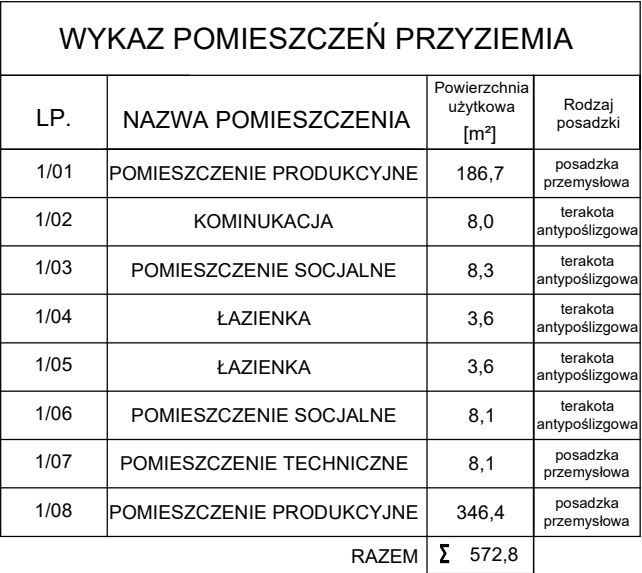 WYKAZ POMIESZCZEŃ PRZYZIEMIA
LP. NAZWA POMIESZCZENIA Powierzchnia użytkowa [m²] Rodzaj posadzki
1/01 POMIESZCZENIE PRODUKCYJNE 186,7 posadzka przemysłowa
1/02 KOMINUKACJA 8,0 terakota antypoślizgowa
1/03 POMIESZCZENIE SOCJALNE 8,3 terakota antypoślizgowa
1/04 ŁAZIENKA 3,6 terakota antypoślizgowa
1/05 ŁAZIENKA 3,6 terakota antypoślizgowa
1/06 POMIESZCZENIE SOCJALNE 8,1 terakota antypoślizgowa
1/07 POMIESZCZENIE TECHNICZNE 8,1 posadzka przemysłowa
1/08 POMIESZCZENIE PRODUKCYJNE 346,4 posadzka przemysłowa
RAZEM Σ 572,8